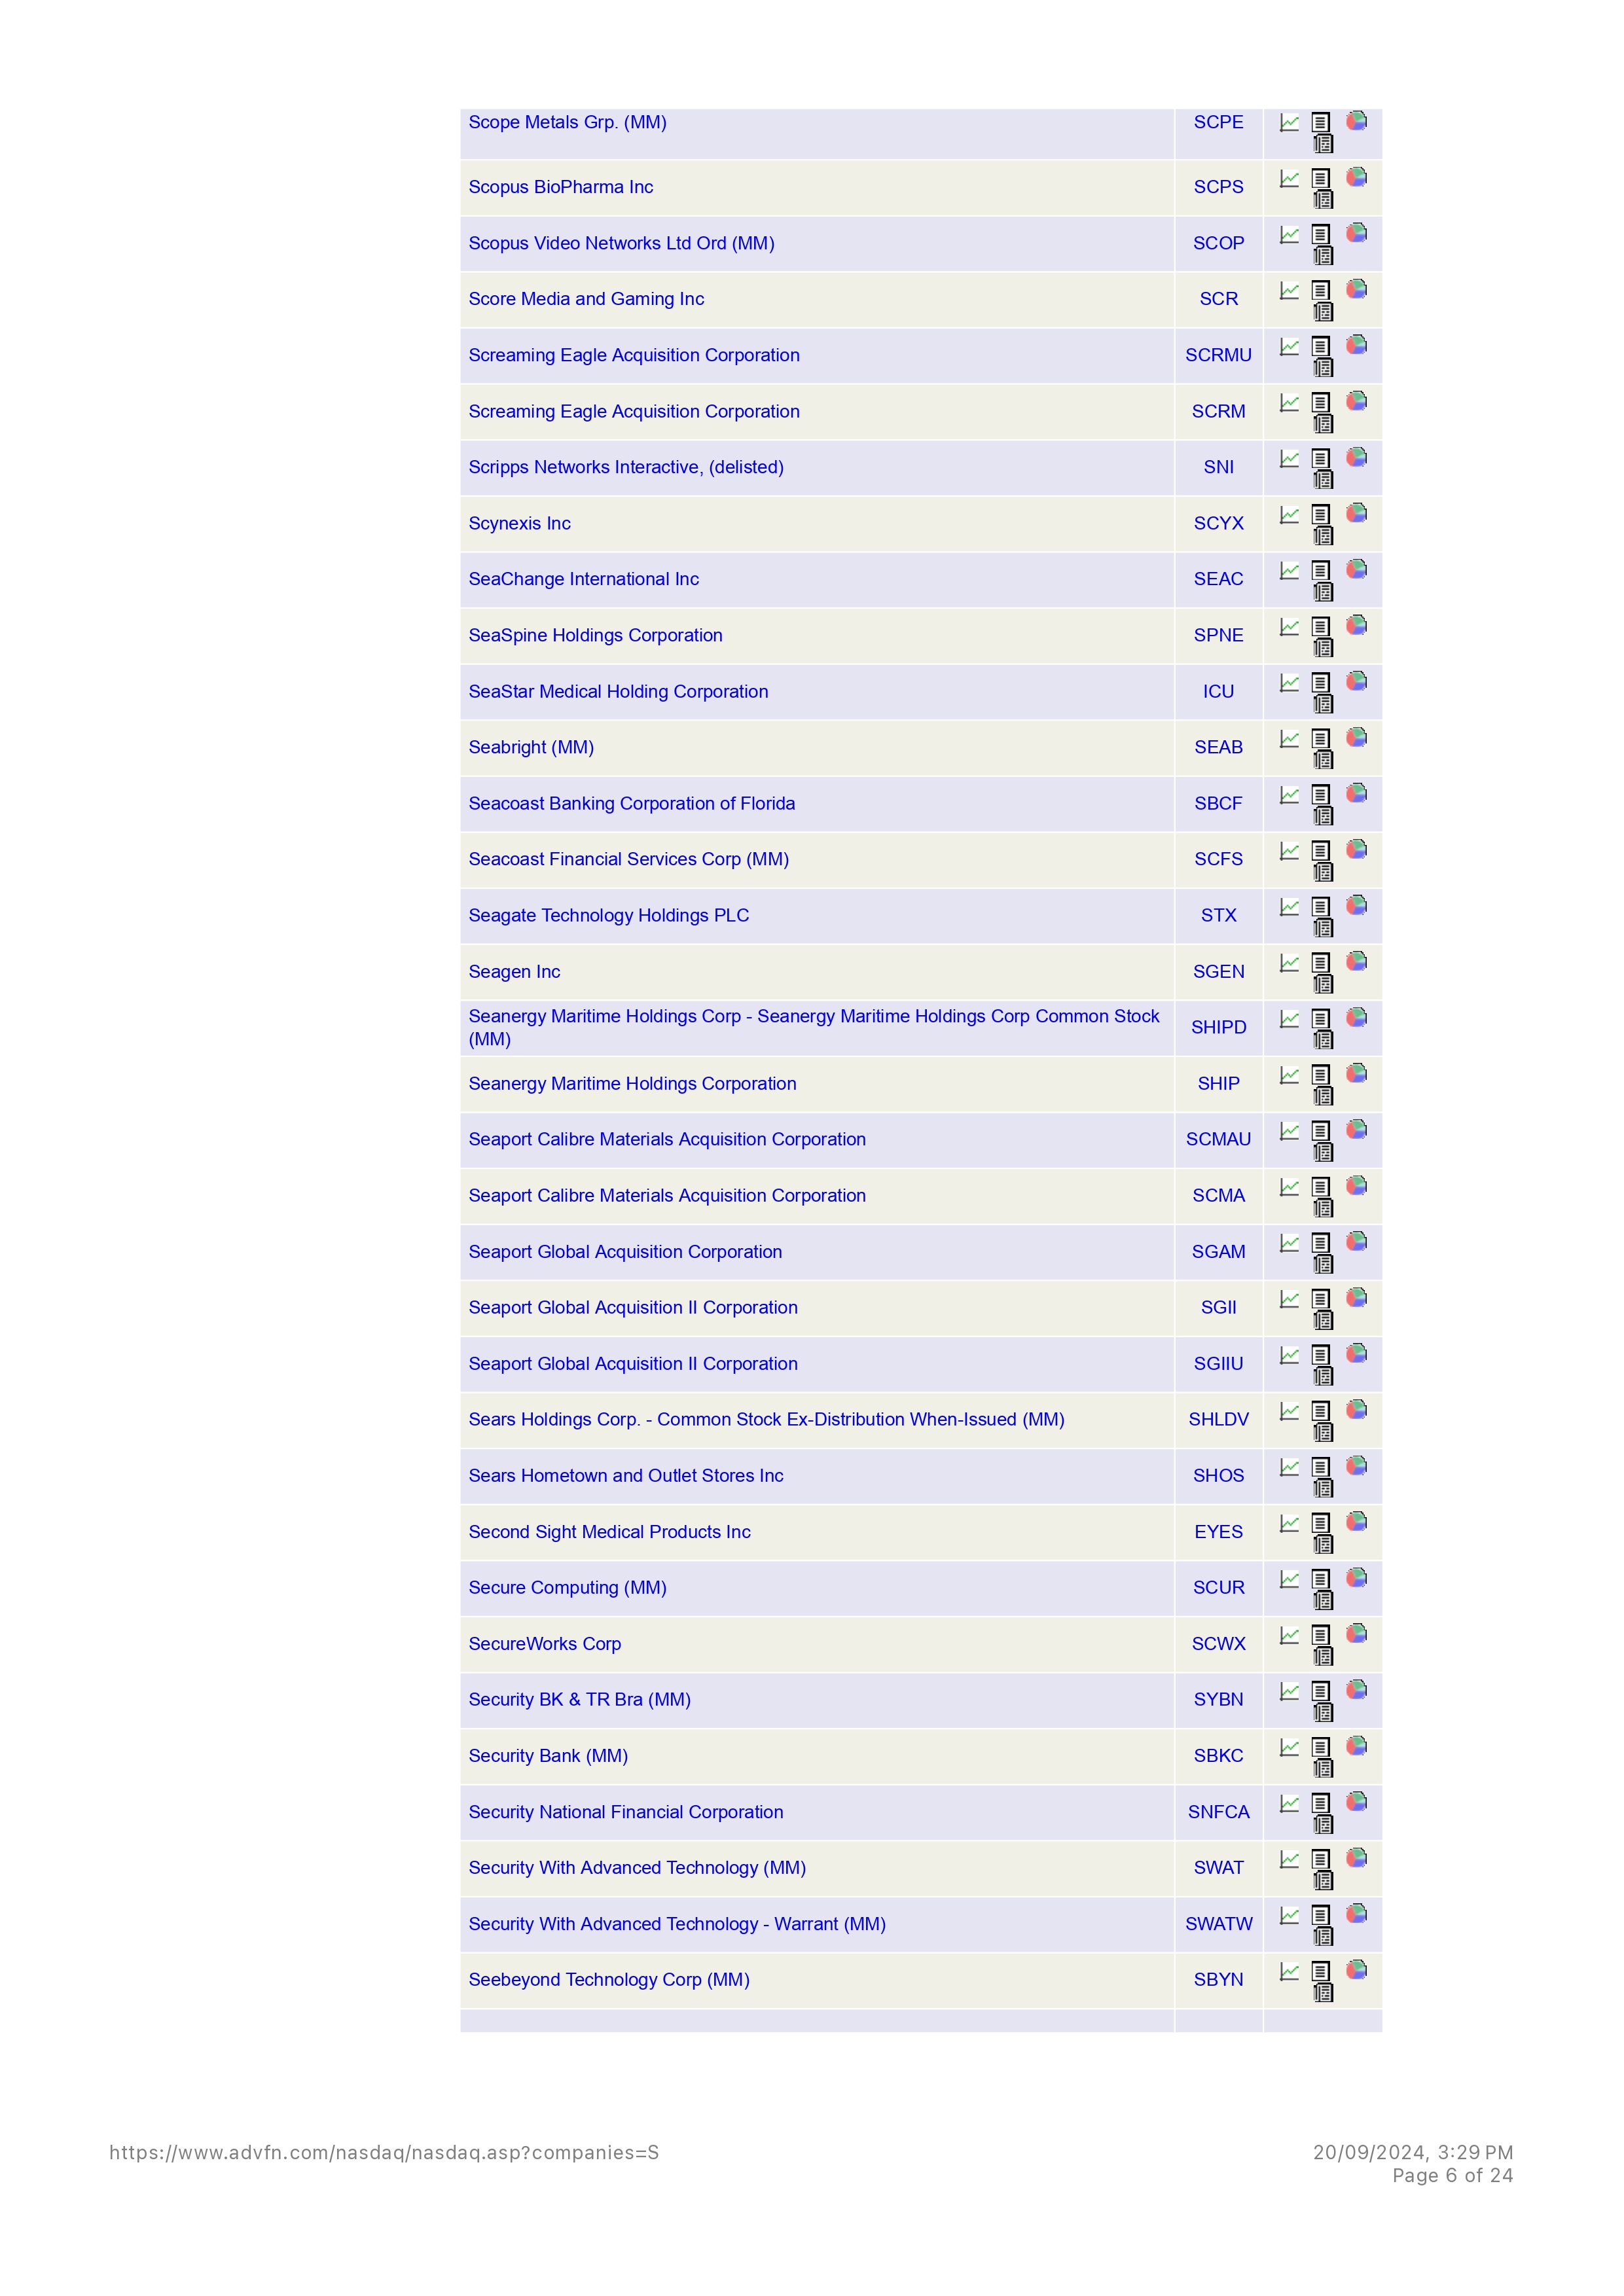 Scope Metals Grp. (MM) SCPE
Scopus BioPharma Inc SCPS
Scopus Video Networks Ltd Ord (MM) SCOP
Score Media and Gaming Inc SCR
Screaming Eagle Acquisition Corporation SCRMU
Screaming Eagle Acquisition Corporation SCRM
Scripps Networks Interactive, (delisted) SNI
Scynexis Inc SCYX
SeaChange International Inc SEAC
SeaSpine Holdings Corporation SPNE
SeaStar Medical Holding Corporation ICU
Seabright (MM) SEAB
Seacoast Banking Corporation of Florida SBCF
Seacoast Financial Services Corp (MM) SCFS
Seagate Technology Holdings PLC STX
Seagen Inc SGEN
Seanergy Maritime Holdings Corp - Seanergy Maritime Holdings Corp Common Stock
(MM) SHIPD
Seanergy Maritime Holdings Corporation SHIP
Seaport Calibre Materials Acquisition Corporation SCMAU
Seaport Calibre Materials Acquisition Corporation SCMA
Seaport Global Acquisition Corporation SGAM
Seaport Global Acquisition II Corporation SGII
Seaport Global Acquisition II Corporation SGIIU
Sears Holdings Corp. - Common Stock Ex-Distribution When-Issued (MM) SHLDV
Sears Hometown and Outlet Stores Inc SHOS
Second Sight Medical Products Inc EYES
Secure Computing (MM) SCUR
SecureWorks Corp SCWX
Security BK & TR Bra (MM) SYBN
Security Bank (MM) SBKC
Security National Financial Corporation SNFCA
Security With Advanced Technology (MM) SWAT
Security With Advanced Technology - Warrant (MM) SWATW
Seebeyond Technology Corp (MM) SBYN
https://www.advfn.com/nasdaq/nasdaq.asp?companies=S 20/09/2024, 3:29 PM
Page 6 of 24